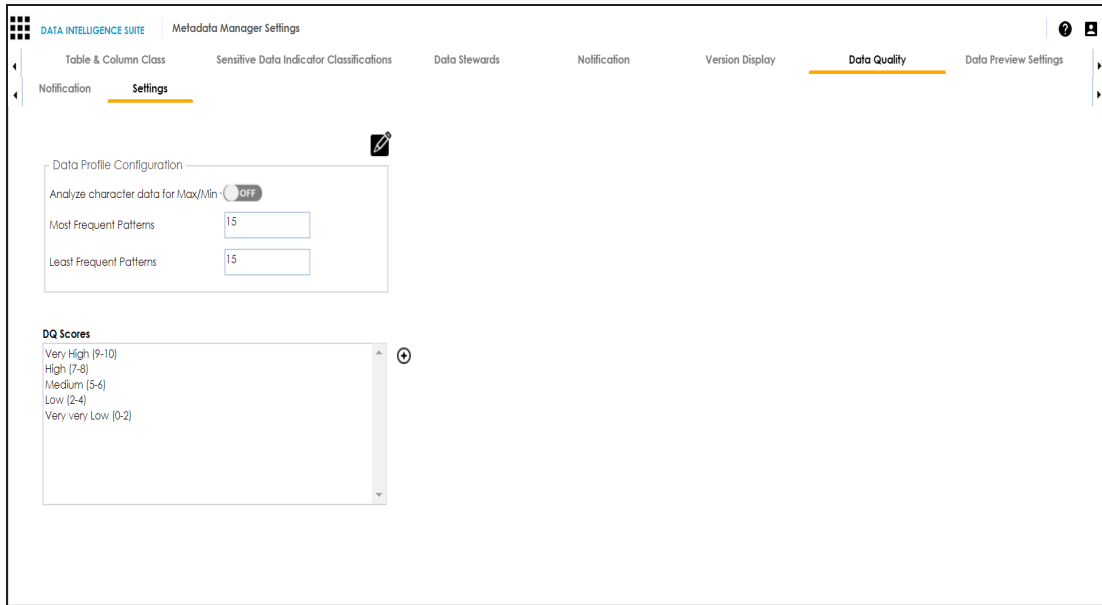 DATA INTELLIGENCE SUITE Metadata Manager Settings
Table & Column Class Sensitive Data Indicator Classifications Data Stewards Notification Version Display Data Quality Data Preview Settings
Notification Settings
Data Profile Configuration
Analyze character data for Max/Min OFF
Most Frequent Patterns 15
Least Frequent Patterns 15
DQ Scores
Very High (9-10)
High (7-8)
Medium (5-6)
Low (2-4)
Very very Low (0-2)